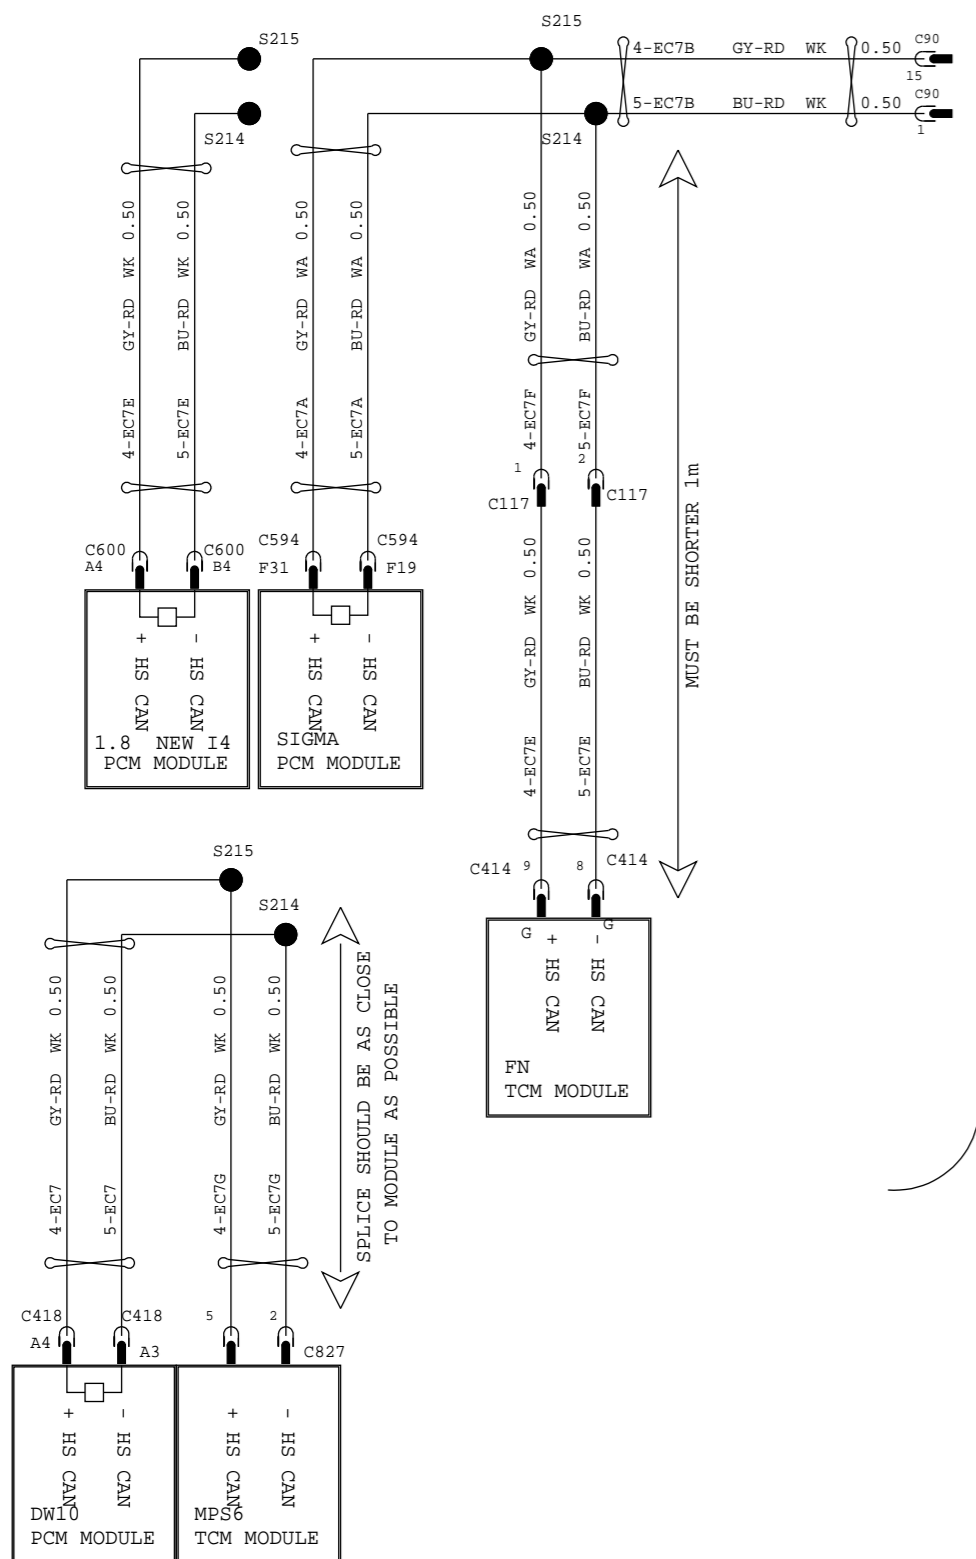 S215
S214
GY-RD WK 0.50
BU-RD WK 0.50
4-EC7E
5-EC7E
C600
A4
C600
B4
+ HS CAN
- HS CAN
1.8 NEW I4
PCM MODULE
GY-RD WA 0.50
BU-RD WA 0.50
4-EC7A
5-EC7A
C594
F31
C594
F19
+ HS CAN
- HS CAN
SIGMA
PCM MODULE
S215
4-EC7B GY-RD WK 0.50
C90
15
5-EC7B BU-RD WK 0.50
C90
1
S214
GY-RD WA 0.50
BU-RD WA 0.50
4-EC7F
5-EC7F
1
2
C117
C117
GY-RD WK 0.50
BU-RD WK 0.50
4-EC7E
5-EC7E
MUST BE SHORTER 1m
C414
9
8
C414
G
G
+ HS CAN
- HS CAN
FN
TCM MODULE
S215
S214
GY-RD WK 0.50
BU-RD WK 0.50
GY-RD WK 0.50
BU-RD WK 0.50
4-EC7
5-EC7
4-EC7G
5-EC7G
SPLICE SHOULD BE AS CLOSE
TO MODULE AS POSSIBLE
C418
A4
C418
A3
5
2
C827
+ HS CAN
- HS CAN
DW10
PCM MODULE
+ HS CAN
- HS CAN
MPS6
TCM MODULE